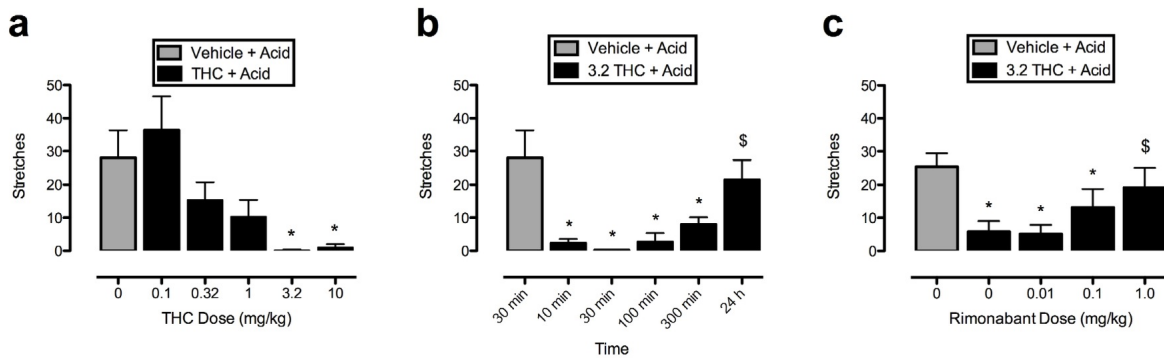 a
Vehicle + Acid
THC + Acid
Stretches
50
40
30
20
10
0
* *
0 0.1 0.32 1 3.2 10
THC Dose (mg/kg)
b
Vehicle + Acid
3.2 THC + Acid
Stretches
50
40
30
20
10
0
* * * * $
30 min 10 min 30 min 100 min 300 min 24 h
Time
c
Vehicle + Acid
3.2 THC + Acid
Stretches
50
40
30
20
10
0
* * * $
0 0 0.01 0.1 1.0
Rimonabant Dose (mg/kg)